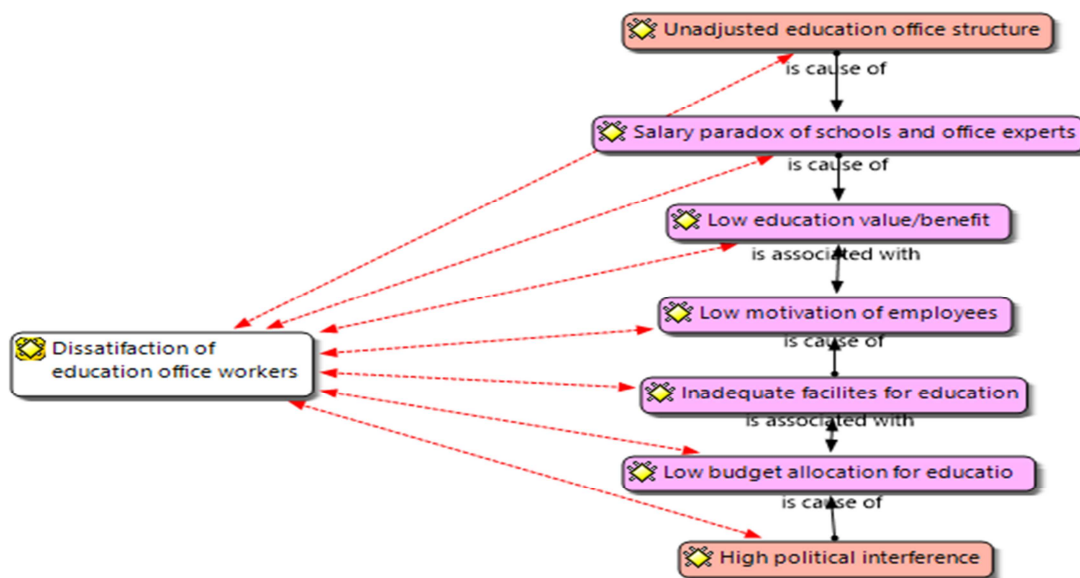 Unadjusted education office structure
is cause of
Salary paradox of schools and office experts
is cause of
Low education value/benefit
is associated with
Low motivation of employees
is cause of
Dissatifaction of
education office workers
Inadequate facilites for education
is associated with
Low budget allocation for educatio
is cause of
High political interference